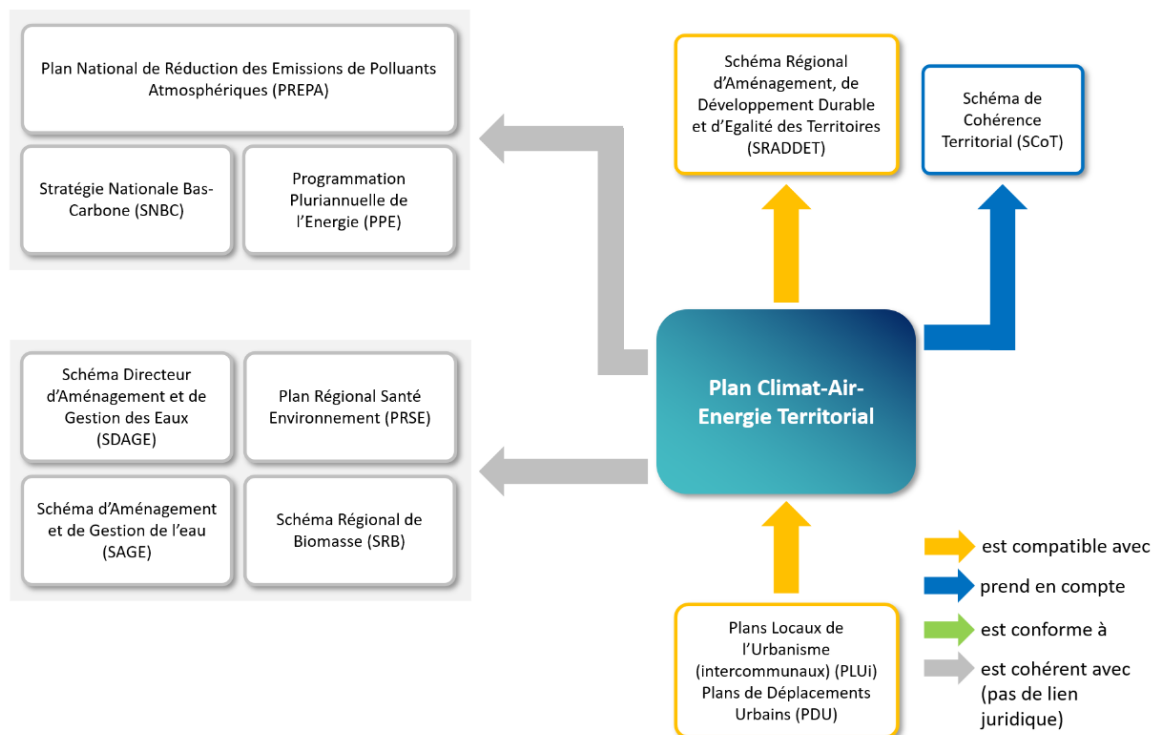 Plan National de Réduction des Emissions de Polluants
Atmosphériques (PREPA)
Stratégie Nationale Bas-
Carbone (SNBC)
Programmation
Pluriannuelle de
l'Energie (PPE)
Schéma Régional
d'Aménagement, de
Développement Durable
et d'Egalité des Territoires
(SRADDET)
Schéma de
Cohérence
Territorial (SCoT)
Schéma Directeur
d'Aménagement et de
Gestion des Eaux
(SDAGE)
Plan Régional Santé
Environnement (PRSE)
Schéma d'Aménagement
et de Gestion de l'eau
(SAGE)
Schéma Régional de
Biomasse (SRB)
Plan Climat-Air-
Energie Territorial
Plans Locaux de
l'Urbanisme
(intercommunaux) (PLUi)
Plans de Déplacements
Urbains (PDU)
est compatible avec
prend en compte
est conforme à
est cohérent avec
(pas de lien
juridique)